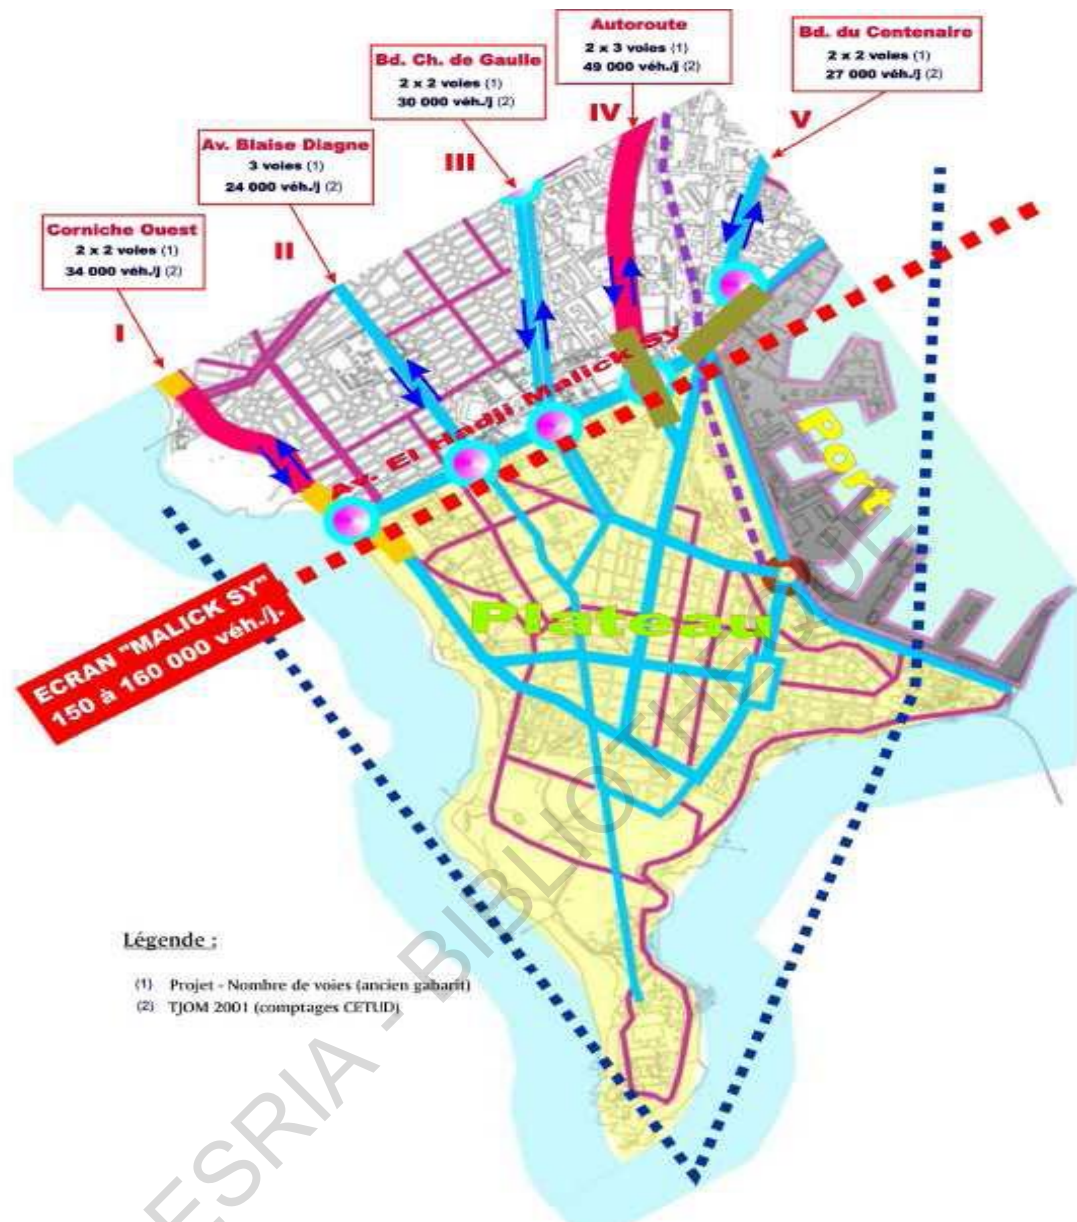 Autoroute
2 x 3 voies (1)
49 000 véh./j (2)
Bd. du Centenaire
2 x 2 voies (1)
27 000 véh./j (2)
Bd. Ch. de Gaulle
2 x 2 voies (1)
30 000 véh./j (2)
Av. Blaise Diagne
3 voies (1)
24 000 véh./j (2)
Corniche Ouest
2 x 2 voies (1)
34 000 véh./j (2)
I
II
III
IV
V
Av. El Hadji Malick Sy
Port
Plateau
ECRAN "MALICK SY"
150 à 160 000 véh./j.
Légende :
(1) Projet - Nombre de voies (ancien gabarit)
(2) TJOM 2001 (comptages CETUD)
ESRIA - BIBLIOTHEQUE